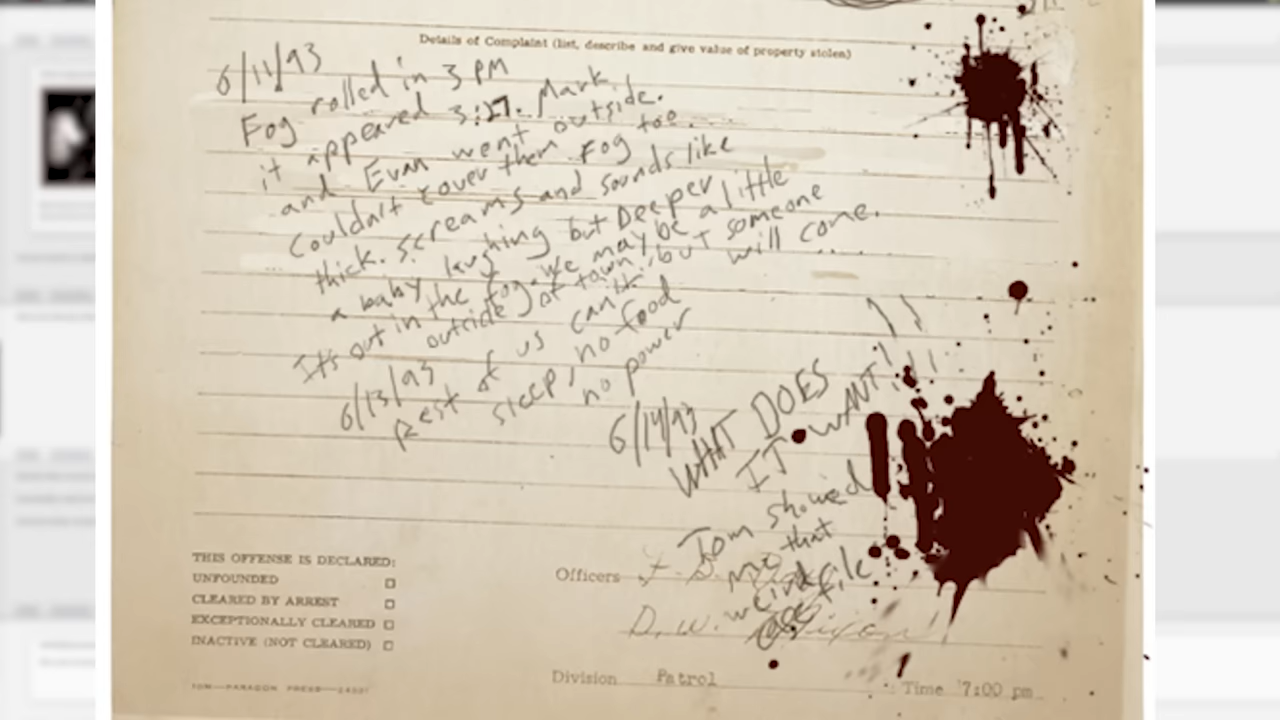 Details of Complaint (list, describe and give value of property stolen)
6/11/93
Fog rolled in 3 PM
it appeared 3:27. Mark
and Evan went outside.
Couldn't cover them Fog toe
thick. screams and sounds like
a baby laughing but Deeper
It's out in the fog. we may be a little
outside of town, but someone
will come.
6/13/93
Rest of us can't
sleep, no food
no power
6/14/93
WHAT DOES
IT WANT!!!!
Tom showed
me that
weird
file
THIS OFFENSE IS DECLARED:
UNFOUNDED
CLEARED BY ARREST
EXCEPTIONALLY CLEARED
INACTIVE (NOT CLEARED)
Officers
D. W.
Division Patrol
Time 7:00 pm